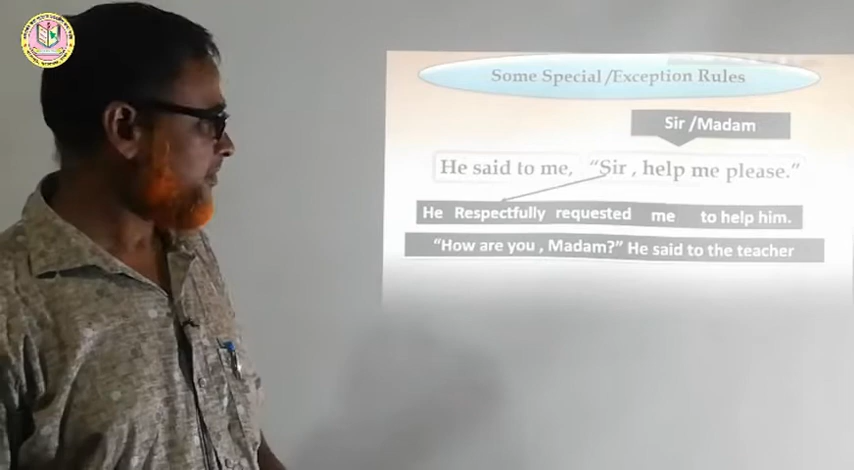 Some Special/Exception Rules
Sir /Madam
He said to me, “Sir , help me please.”
He Respectfully requested me to help him.
“How are you , Madam?” He said to the teacher